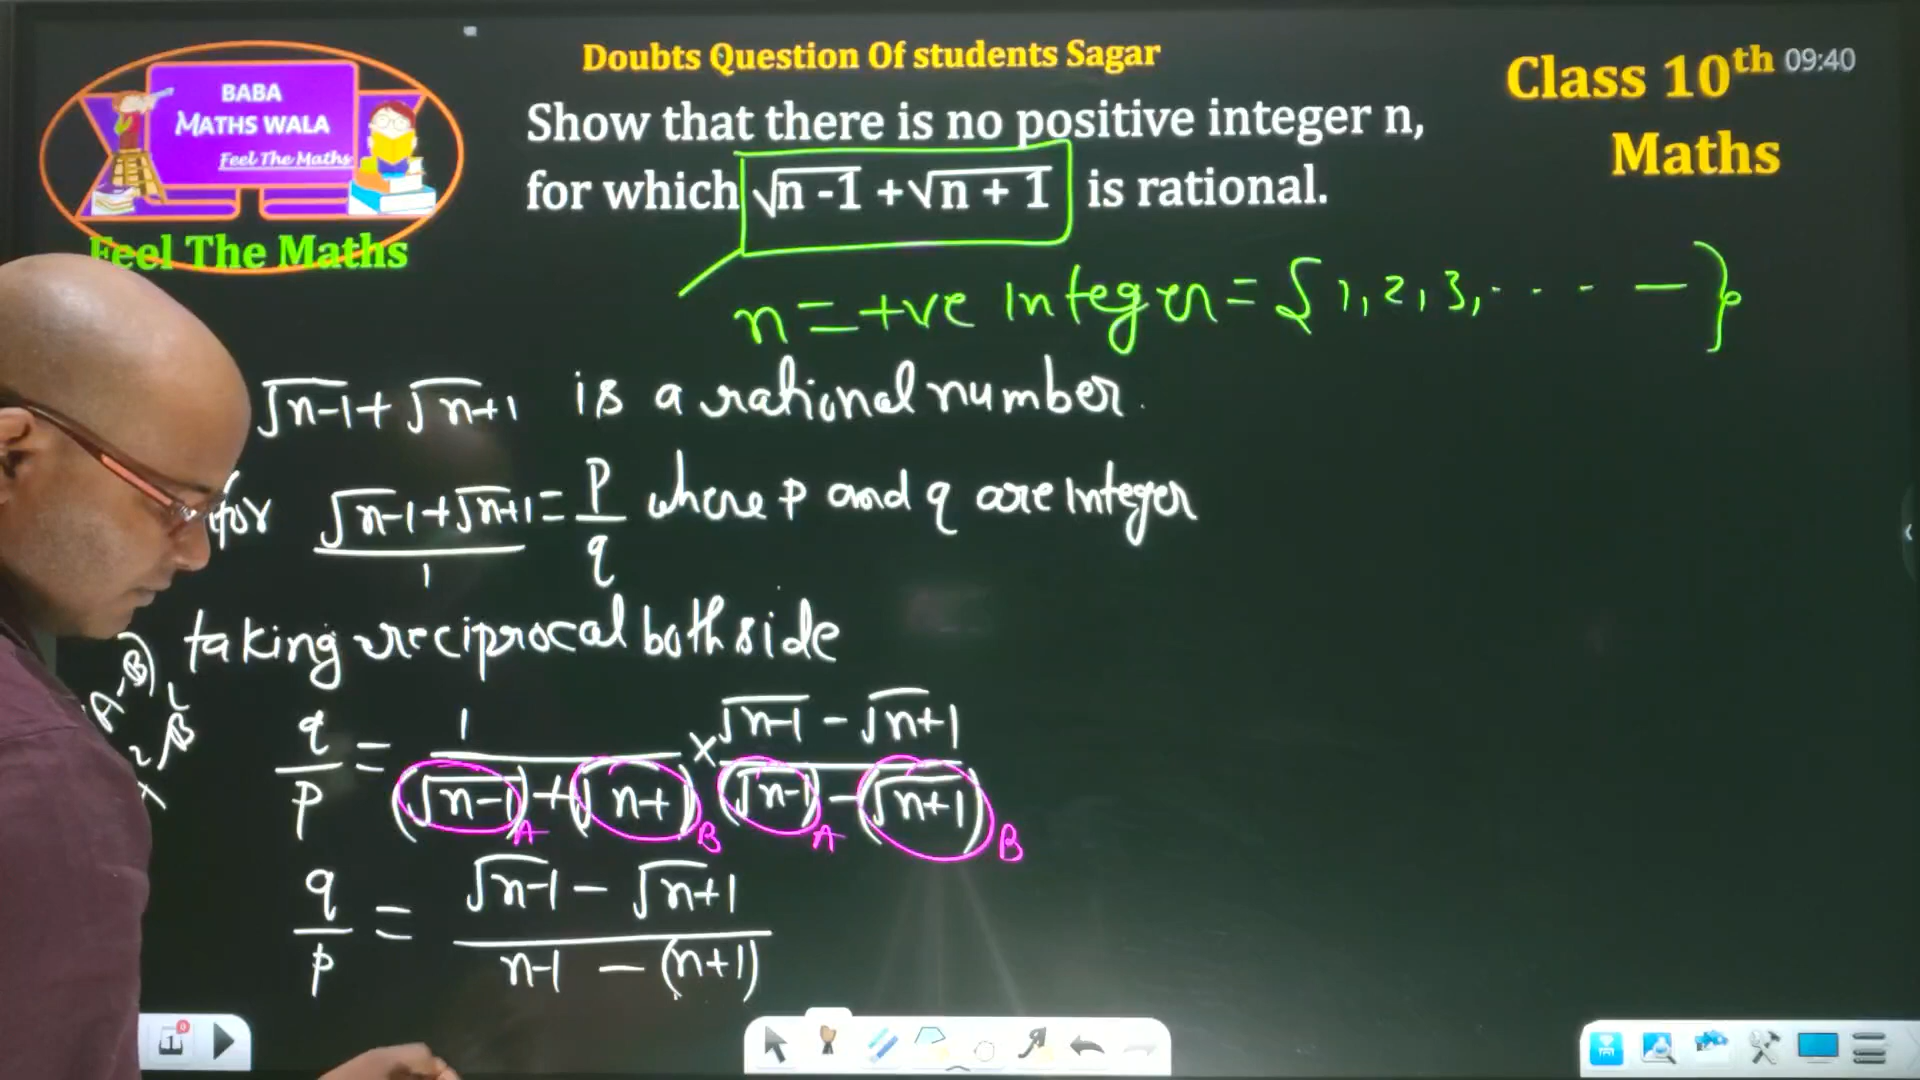 Doubts Question Of students Sagar
Class 10th 09:40
Maths
BABA
MATHS WALA
Feel The Maths
Feel The Maths
Show that there is no positive integer n,
for which √n -1 +√n + 1 is rational.
n = +ve Integer = {1, 2, 3, ···· — }
√n-1 + √n+1 is a rational number.
for √n-1+√n+1/1 = P/q where p and q are Integer
taking reciprocal both side
A-B)
q/p = 1/(√n-1)+(√n+) × √n-1 - √n+1/(√n-1)-(√n+1)
A B A B
q/p = √n-1 - √n+1/n-1 - (n+1)